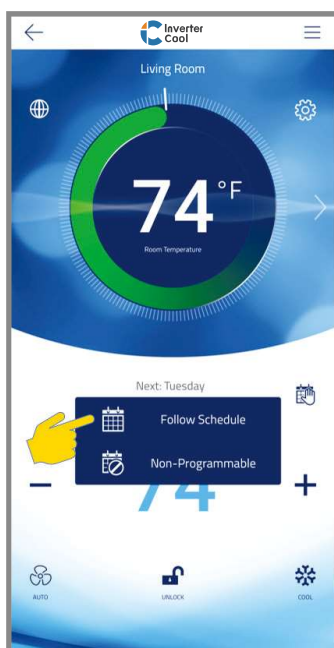 Inverter
Cool
Living Room
74°F
Room Temperature
Next: Tuesday
Follow Schedule
Non-Programmable
74
AUTO
UNLOCK
COOL